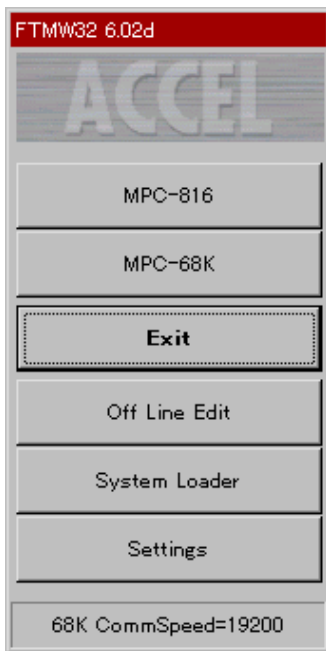 FTMW32 6.02d
ACCEL
MPC-816
MPC-68K
Exit
Off Line Edit
System Loader
Settings
68K CommSpeed=19200